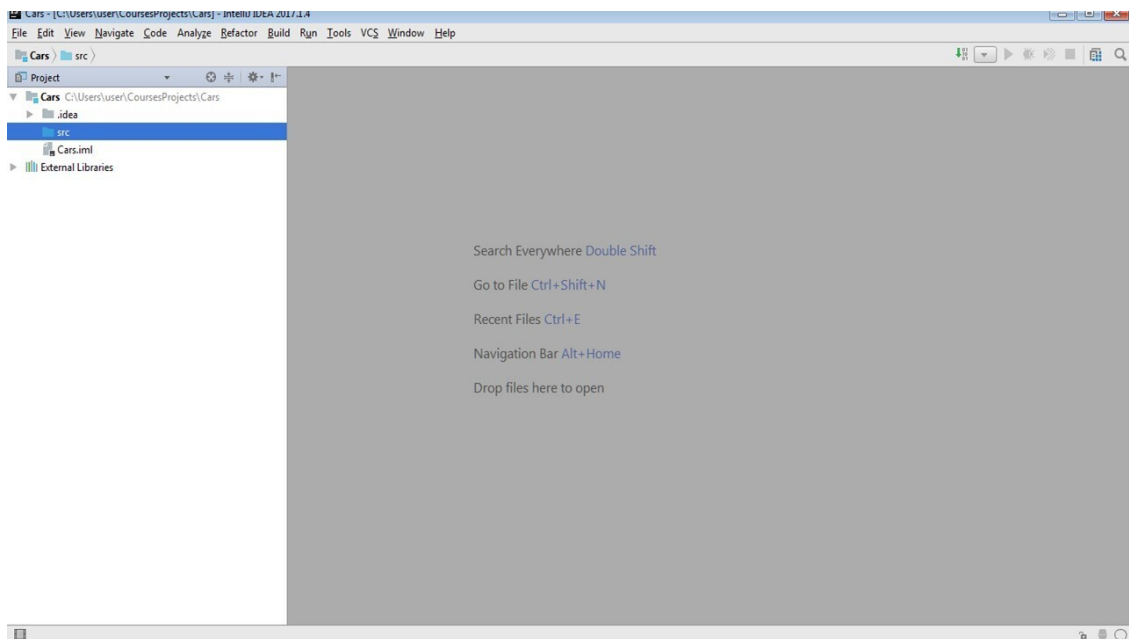 Cars - [C:\Users\user\CoursesProjects\Cars] - IntelliJ IDEA 2017.1.4
File Edit View Navigate Code Analyze Refactor Build Run Tools VCS Window Help
Cars src
Project
Cars C:\Users\user\CoursesProjects\Cars
.idea
src
Cars.iml
External Libraries
Search Everywhere Double Shift
Go to File Ctrl+Shift+N
Recent Files Ctrl+E
Navigation Bar Alt+Home
Drop files here to open